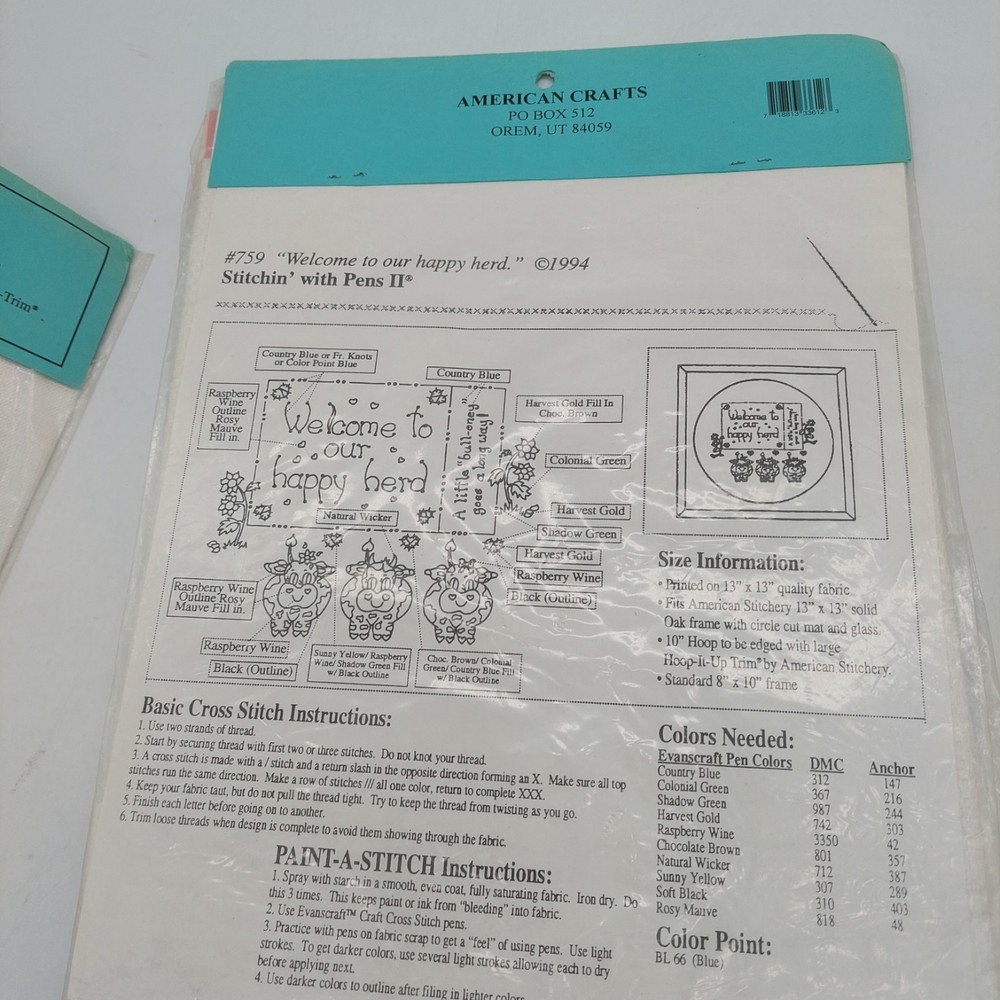 AMERICAN CRAFTS
PO BOX 512
OREM, UT 84059
-Trim®
#759 "Welcome to our happy herd." ©1994
Stitchin' with Pens II®
Country Blue or Fr. Knots
or Color Point Blue
Country Blue
Raspberry
Wine
Outline
Rosy
Mauve
Fill in.
Harvest Gold Fill In
Choc. Brown
Welcome to
our
happy herd
A little "bull-oney"
goes a long way!
Colonial Green
Natural Wicker
Harvest Gold
Shadow Green
Harvest Gold
Raspberry Wine
Black (Outline)
Raspberry Wine
Outline Rosy
Mauve Fill in.
Raspberry Wine
Black (Outline)
Sunny Yellow/ Raspberry
Wine/ Shadow Green Fill
w/ Black Outline
Choc. Brown/ Colonial
Green/ Country Blue Fill
w/ Black Outline
Welcome to
our
happy herd
Size Information:
• Printed on 13" x 13" quality fabric
• Fits American Stitchery 13" x 13" solid
Oak frame with circle cut mat and glass.
• 10" Hoop to be edged with large
Hoop-It-Up Trim® by American Stitchery.
• Standard 8" x 10" frame
Basic Cross Stitch Instructions:
1. Use two strands of thread.
2. Start by securing thread with first two or three stitches. Do not knot your thread.
3. A cross stitch is made with a / stitch and a return slash in the opposite direction forming an X. Make sure all top
stitches run the same direction. Make a row of stitches /// all one color, return to complete XXX.
4. Keep your fabric taut, but do not pull the thread tight. Try to keep the thread from twisting as you go.
5. Finish each letter before going on to another.
6. Trim loose threads when design is complete to avoid them showing through the fabric.
Colors Needed:
Evanscraft Pen Colors DMC Anchor
Country Blue 312 147
Colonial Green 367 216
Shadow Green 987 244
Harvest Gold 742 303
Raspberry Wine 3350 42
Chocolate Brown 801 357
Natural Wicker 712 387
Sunny Yellow 307 289
Soft Black 310 403
Rosy Mauve 818 48
Color Point:
BL 66 (Blue)
PAINT-A-STITCH Instructions:
1. Spray with starch in a smooth, even coat, fully saturating fabric. Iron dry. Do
this 3 times. This keeps paint or ink from "bleeding" into fabric.
2. Use Evanscraft™ Craft Cross Stitch pens.
3. Practice with pens on fabric scrap to get a "feel" of using pens. Use light
strokes. To get darker colors, use several light strokes allowing each to dry
before applying next.
4. Use darker colors to outline after filing in lighter colors